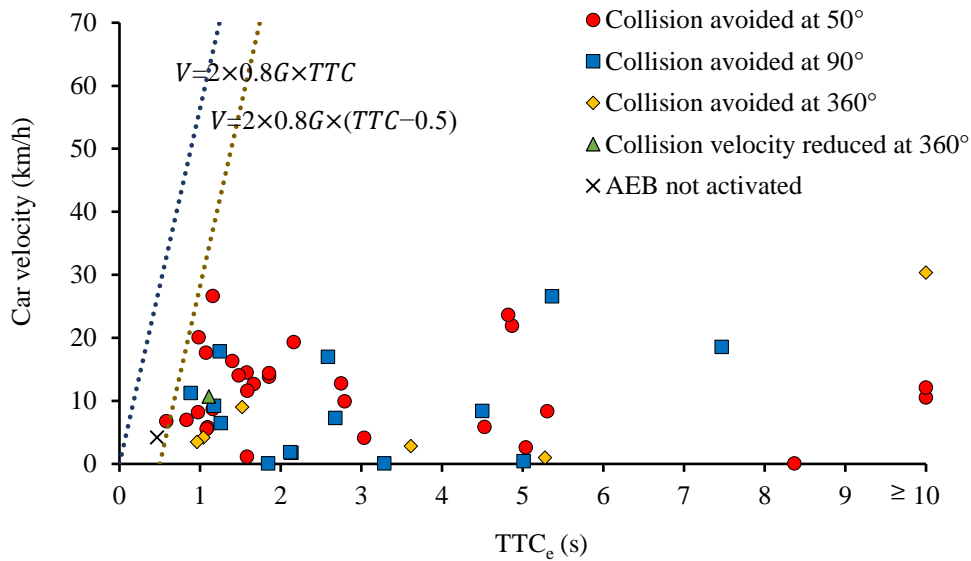 Collision avoided at 50°
Collision avoided at 90°
Collision avoided at 360°
Collision velocity reduced at 360°
AEB not activated
V=2×0.8G×TTC
V=2×0.8G×(TTC−0.5)
Car velocity (km/h)
70
60
50
40
30
20
10
0
0 1 2 3 4 5 6 7 8 9 ≥ 10
TTCₑ (s)